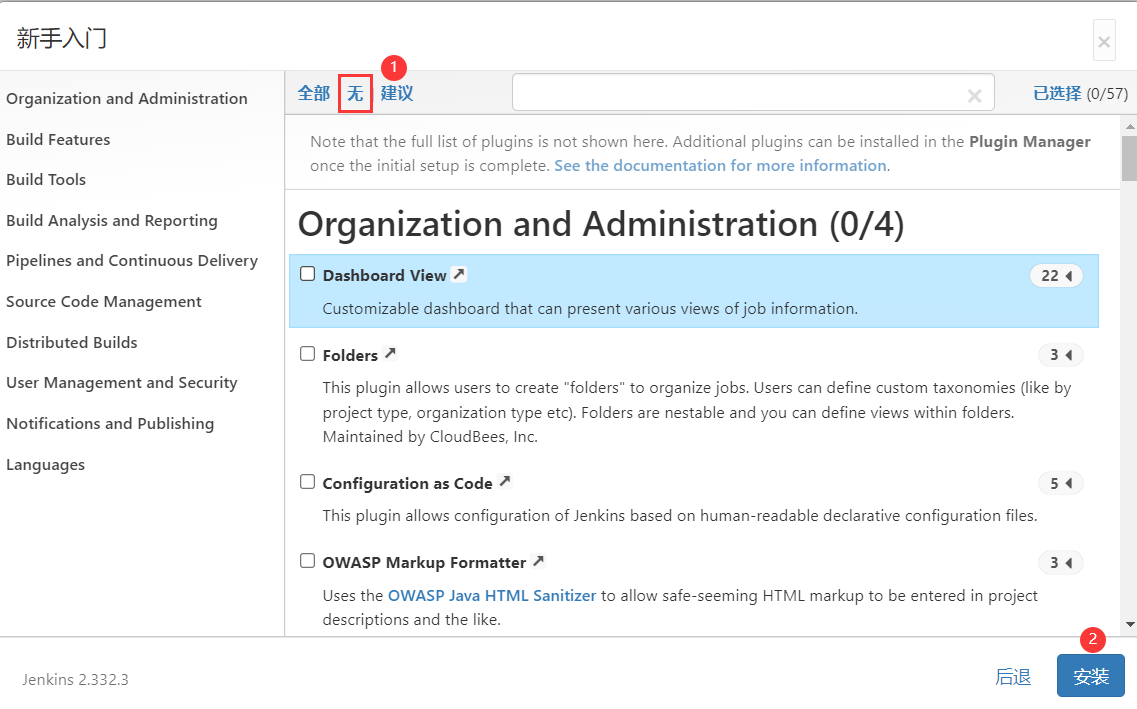 新手入门
×
Organization and Administration
Build Features
Build Tools
Build Analysis and Reporting
Pipelines and Continuous Delivery
Source Code Management
Distributed Builds
User Management and Security
Notifications and Publishing
Languages
1
全部 无 建议
已选择 (0/57)
Note that the full list of plugins is not shown here. Additional plugins can be installed in the Plugin Manager
once the initial setup is complete. See the documentation for more information.
Organization and Administration (0/4)
Dashboard View 22
Customizable dashboard that can present various views of job information.
Folders 3
This plugin allows users to create "folders" to organize jobs. Users can define custom taxonomies (like by
project type, organization type etc). Folders are nestable and you can define views within folders.
Maintained by CloudBees, Inc.
Configuration as Code 5
This plugin allows configuration of Jenkins based on human-readable declarative configuration files.
OWASP Markup Formatter 3
Uses the OWASP Java HTML Sanitizer to allow safe-seeming HTML markup to be entered in project
descriptions and the like.
2
Jenkins 2.332.3
后退 安装